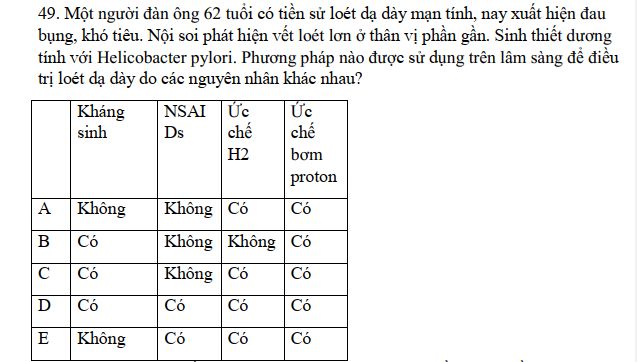 49. Một người đàn ông 62 tuổi có tiền sử loét dạ dày mạn tính, nay xuất hiện đau
bụng, khó tiêu. Nội soi phát hiện vết loét lớn ở thân vị phần gần. Sinh thiết dương
tính với Helicobacter pylori. Phương pháp nào được sử dụng trên lâm sàng để điều
trị loét dạ dày do các nguyên nhân khác nhau?
Kháng NSAI Ức Ức
sinh Ds chế chế
H2 bơm
proton
A Không Không Có Có
B Có Không Không Có
C Có Không Có Có
D Có Có Có Có
E Không Có Có Có